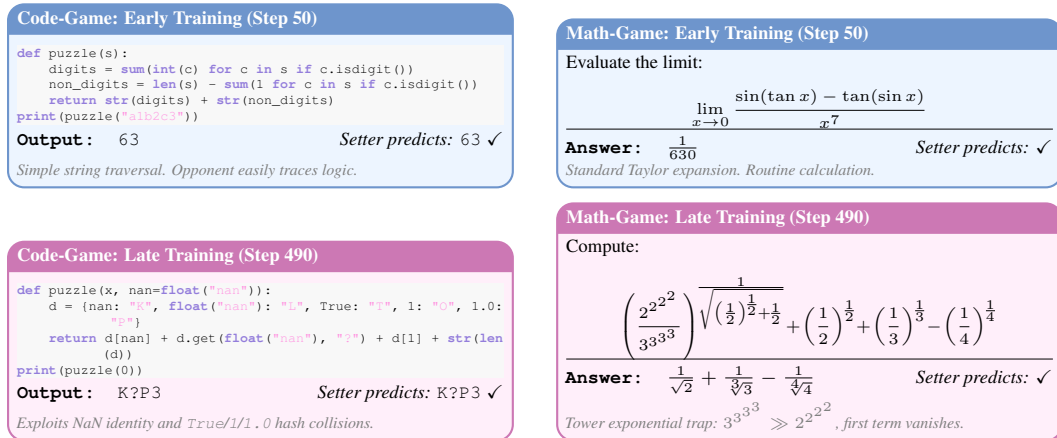 Code-Game: Early Training (Step 50)
def puzzle(s):
    digits = sum(int(c) for c in s if c.isdigit())
    non_digits = len(s) - sum(1 for c in s if c.isdigit())
    return str(digits) + str(non_digits)
print(puzzle("a1b2c3"))
Output: 63 Setter predicts: 63 ✓
Simple string traversal. Opponent easily traces logic.
Math-Game: Early Training (Step 50)
Evaluate the limit:
lim_{x→0} (sin(tan x) − tan(sin x)) / x^7
Answer: 1/630 Setter predicts: ✓
Standard Taylor expansion. Routine calculation.
Code-Game: Late Training (Step 490)
def puzzle(x, nan=float("nan")):
    d = {nan: "K", float("nan"): "L", True: "T", 1: "O", 1.0:
            "P"}
    return d[nan] + d.get(float("nan"), "?") + d[1] + str(len
            (d))
print(puzzle(0))
Output: K?P3 Setter predicts: K?P3 ✓
Exploits NaN identity and True/1/1.0 hash collisions.
Math-Game: Late Training (Step 490)
Compute:
(2^{2^{2^2}} / 3^{3^{3^3}})^{1/√((1/2)^{1/2}+1/2)} + (1/2)^{1/2} + (1/3)^{1/3} − (1/4)^{1/4}
Answer: 1/√2 + 1/∛3 − 1/∜4 Setter predicts: ✓
Tower exponential trap: 3^{3^{3^3}} ≫ 2^{2^{2^2}}, first term vanishes.